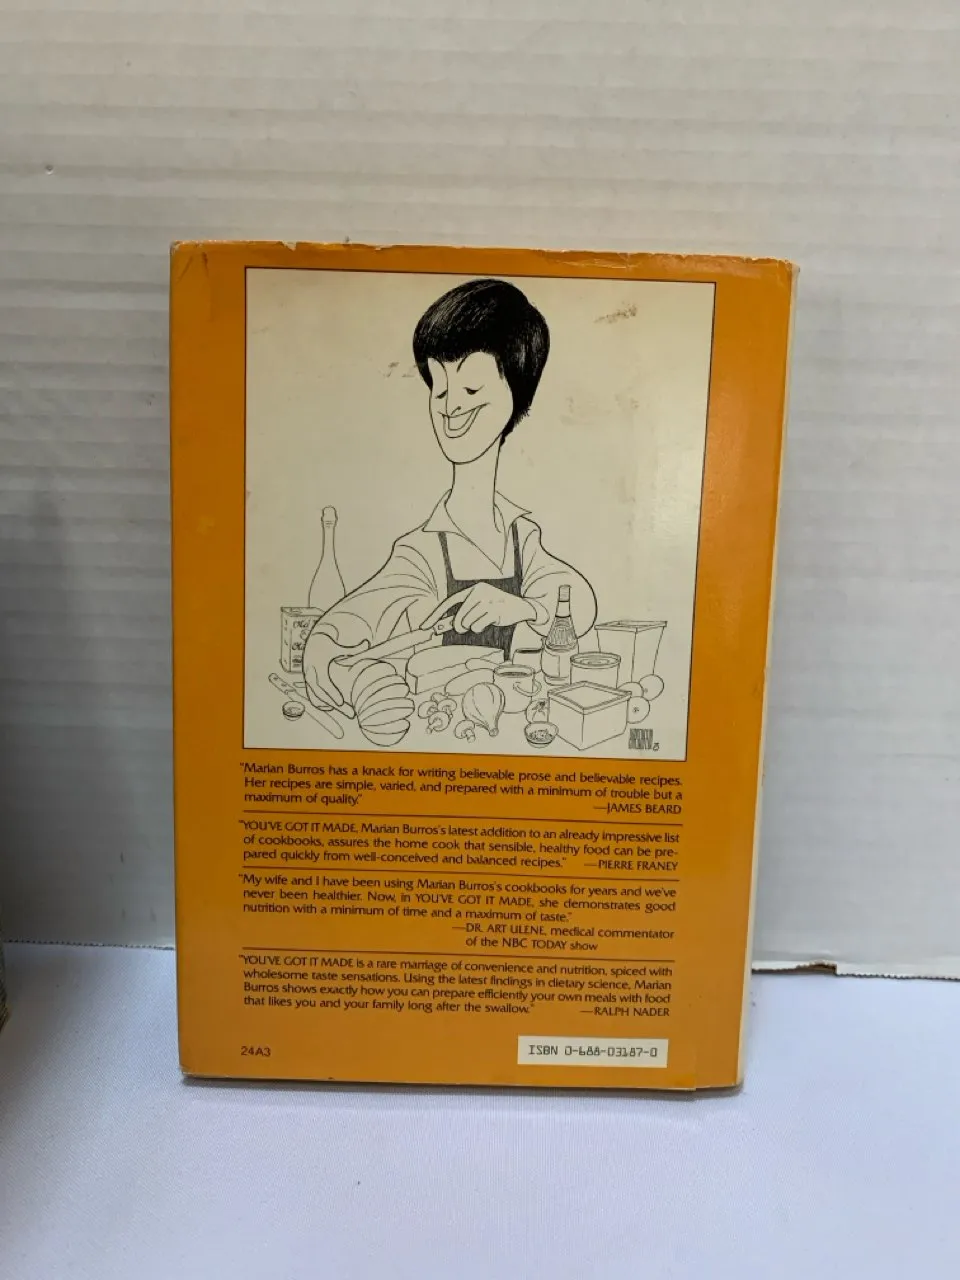 "Marian Burros has a knack for writing believable prose and believable recipes.
Her recipes are simple, varied, and prepared with a minimum of trouble but a
maximum of quality."
—JAMES BEARD
"YOU'VE GOT IT MADE, Marian Burros's latest addition to an already impressive list
of cookbooks, assures the home cook that sensible, healthy food can be pre-
pared quickly from well-conceived and balanced recipes." —PIERRE FRANEY
"My wife and I have been using Marian Burros's cookbooks for years and we've
never been healthier. Now, in YOU'VE GOT IT MADE, she demonstrates good
nutrition with a minimum of time and a maximum of taste."
—DR. ART ULENE, medical commentator
of the NBC TODAY show
"YOU'VE GOT IT MADE is a rare marriage of convenience and nutrition, spiced with
wholesome taste sensations. Using the latest findings in dietary science, Marian
Burros shows exactly how you can prepare efficiently your own meals with food
that likes you and your family long after the swallow." —RALPH NADER
24A3
ISBN 0-688-03187-0